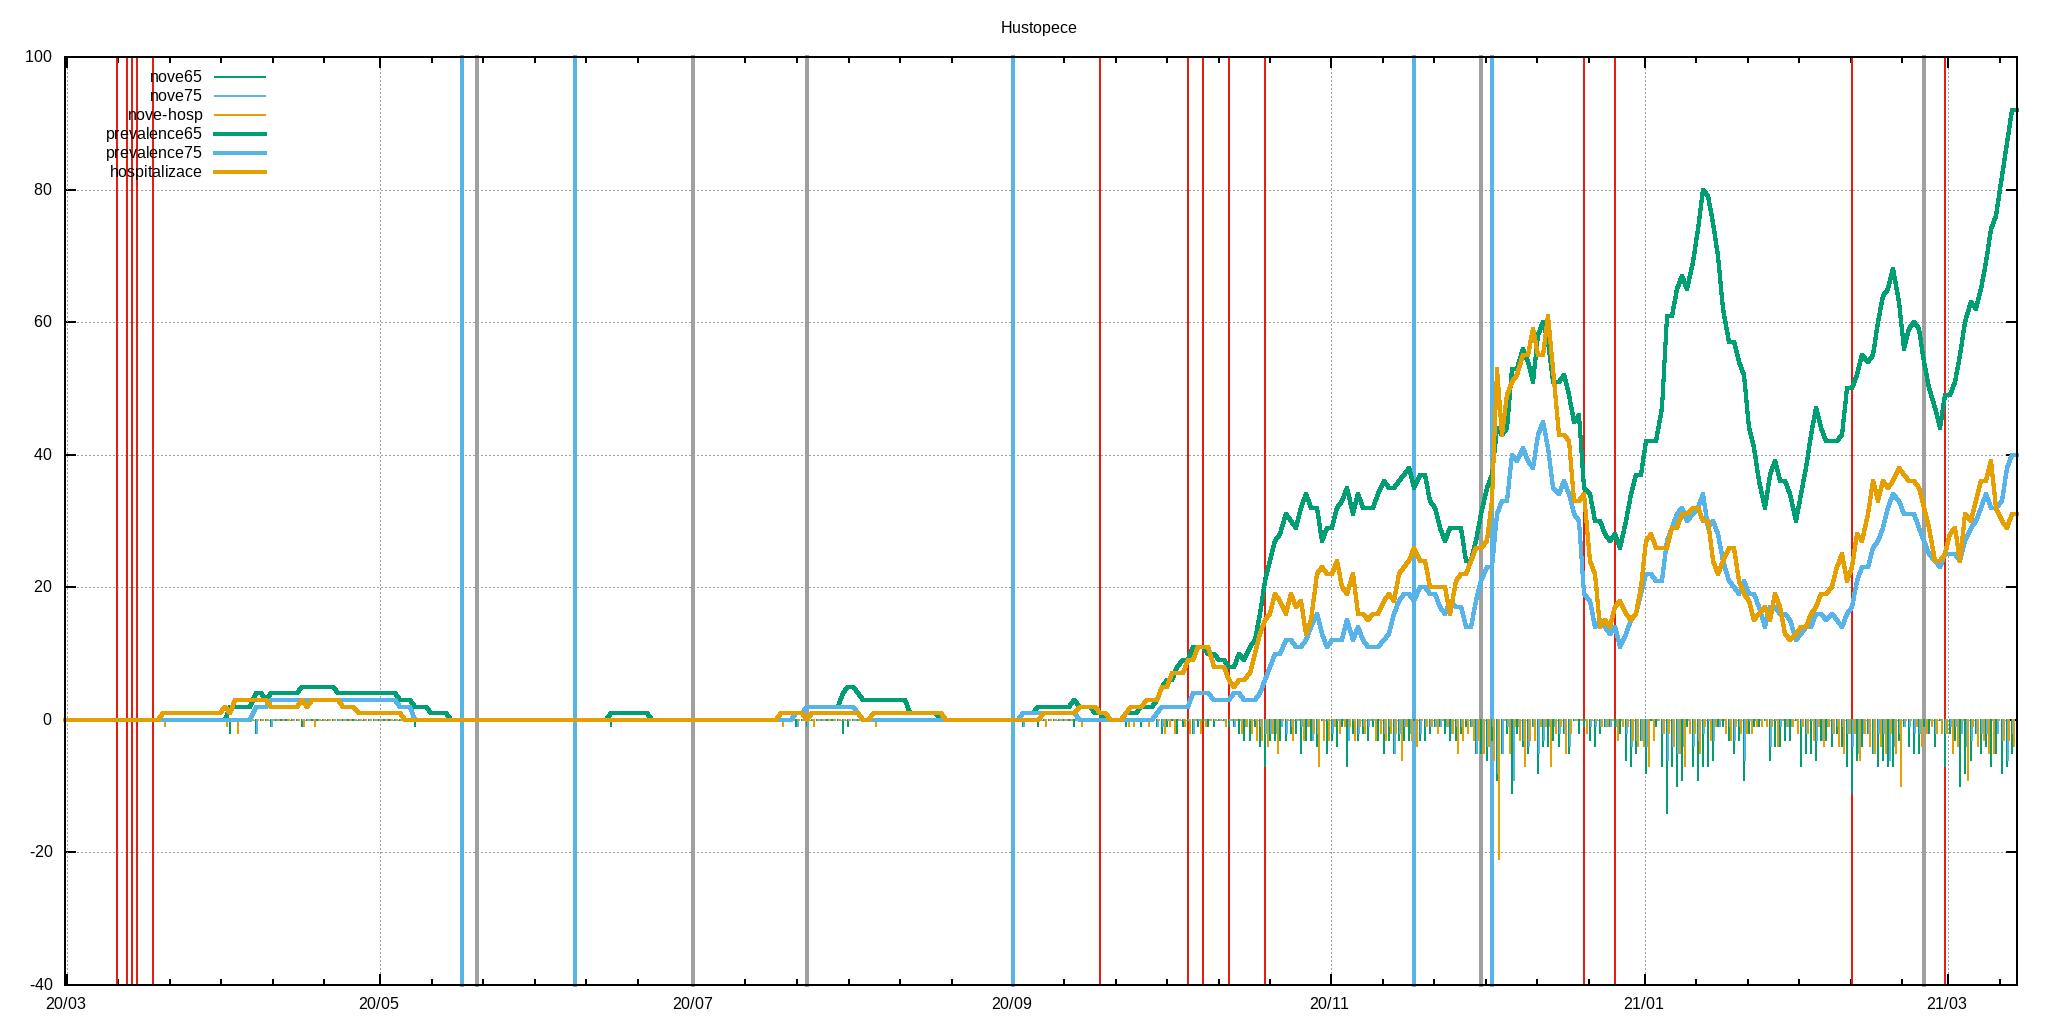 Hustopece
100
80
60
40
20
0
-20
-40
nove65
nove75
nove-hosp
prevalence65
prevalence75
hospitalizace
20/03 20/05 20/07 20/09 20/11 21/01 21/03